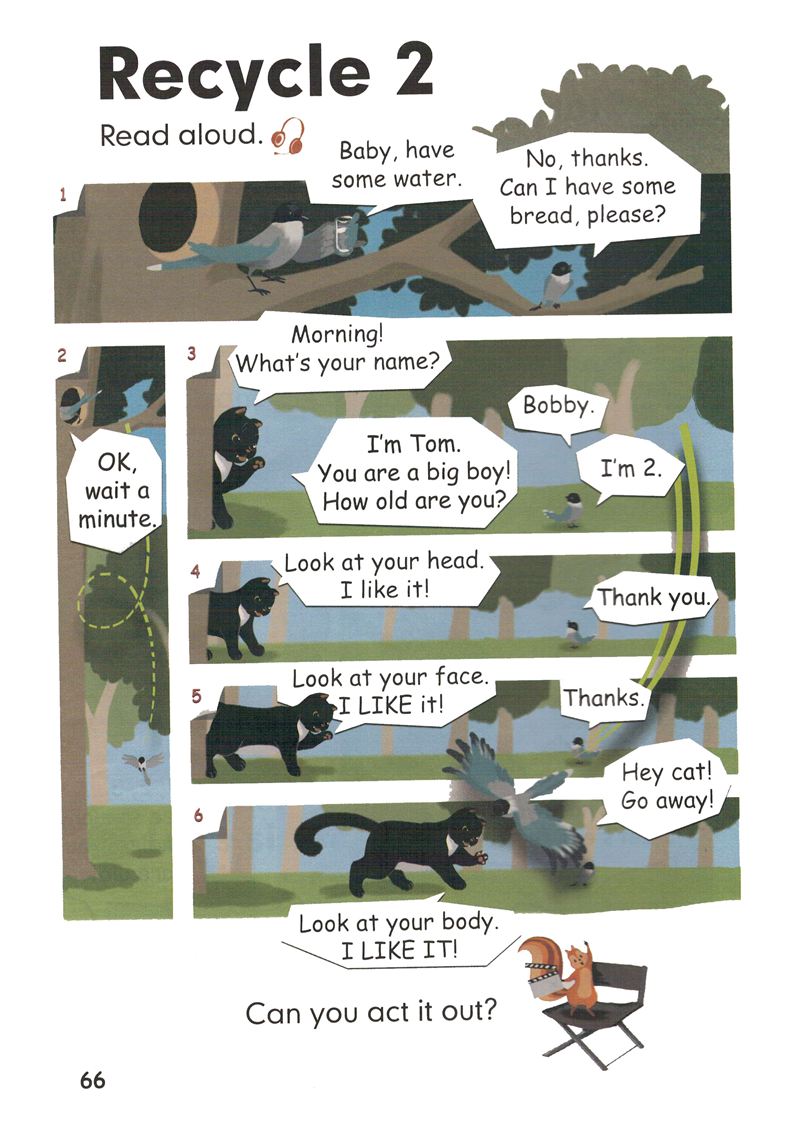 Recycle 2
Read aloud.
1
Baby, have
some water.
No, thanks.
Can I have some
bread, please?
2
OK,
wait a
minute.
3
Morning!
What's your name?
Bobby.
I'm Tom.
You are a big boy!
How old are you?
I'm 2.
4
Look at your head.
I like it!
Thank you.
5
Look at your face.
I LIKE it!
Thanks.
6
Hey cat!
Go away!
Look at your body.
I LIKE IT!
Can you act it out?
66